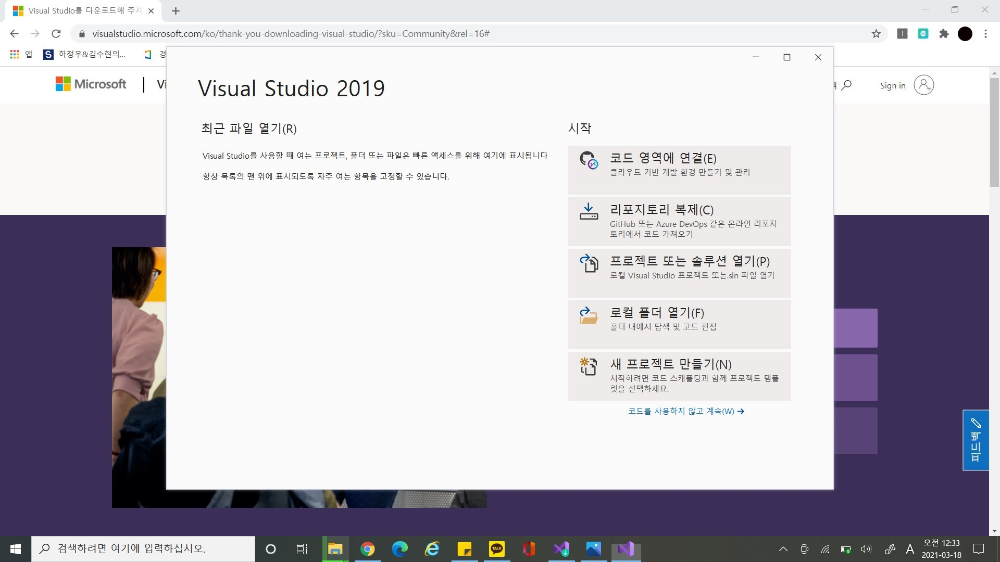 Visual Studio를 다운로드해 주셔
visualstudio.microsoft.com/ko/thank-you-downloading-visual-studio/?sku=Community&rel=16#
앱
S
하정우&김수현의...
경
Microsoft
Vi
Sign in
Visual Studio 2019
최근 파일 열기(R)
Visual Studio를 사용할 때 여는 프로젝트, 폴더 또는 파일은 빠른 액세스를 위해 여기에 표시됩니다
항상 목록의 맨 위에 표시되도록 자주 여는 항목을 고정할 수 있습니다.
시작
코드 영역에 연결(E)
클라우드 기반 개발 환경 만들기 및 관리
리포지토리 복제(C)
GitHub 또는 Azure DevOps 같은 온라인 리포지
토리에서 코드 가져오기
프로젝트 또는 솔루션 열기(P)
로컬 Visual Studio 프로젝트 또는.sln 파일 열기
로컬 폴더 열기(F)
폴더 내에서 탐색 및 코드 편집
새 프로젝트 만들기(N)
시작하려면 코드 스캐폴딩과 함께 프로젝트 템플
릿을 선택하세요.
코드를 사용하지 않고 계속(W) →
피드백
검색하려면 여기에 입력하십시오.
TALK
A
오전 12:33
2021-03-18